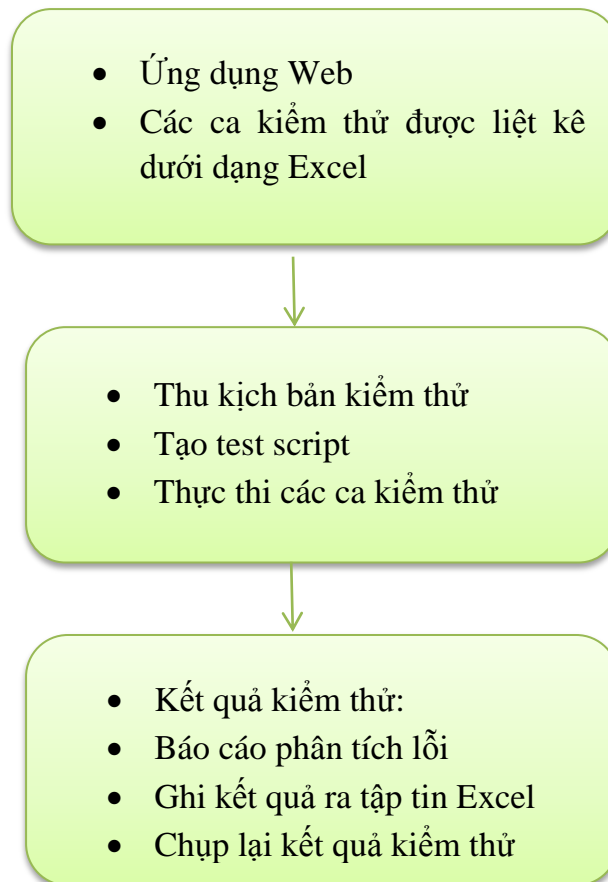 • Ứng dụng Web
• Các ca kiểm thử được liệt kê
dưới dạng Excel
• Thu kịch bản kiểm thử
• Tạo test script
• Thực thi các ca kiểm thử
• Kết quả kiểm thử:
• Báo cáo phân tích lỗi
• Ghi kết quả ra tập tin Excel
• Chụp lại kết quả kiểm thử